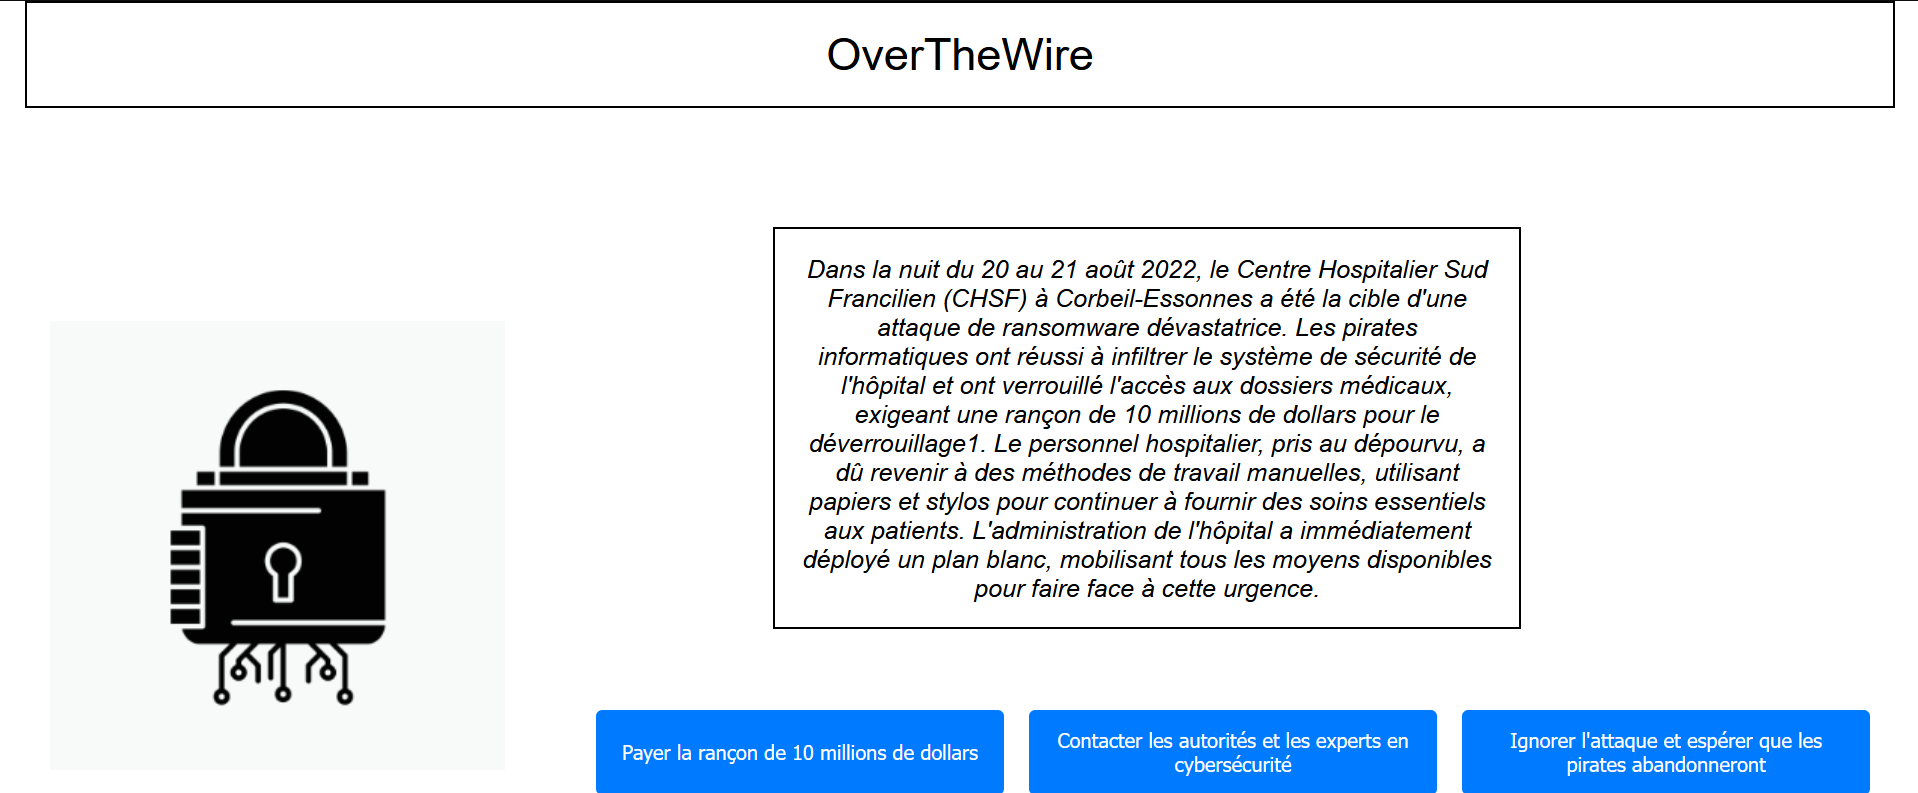 OverTheWire
Dans la nuit du 20 au 21 août 2022, le Centre Hospitalier Sud
Francilien (CHSF) à Corbeil-Essonnes a été la cible d'une
attaque de ransomware dévastatrice. Les pirates
informatiques ont réussi à infiltrer le système de sécurité de
l'hôpital et ont verrouillé l'accès aux dossiers médicaux,
exigeant une rançon de 10 millions de dollars pour le
déverrouillage1. Le personnel hospitalier, pris au dépourvu, a
dû revenir à des méthodes de travail manuelles, utilisant
papiers et stylos pour continuer à fournir des soins essentiels
aux patients. L'administration de l'hôpital a immédiatement
déployé un plan blanc, mobilisant tous les moyens disponibles
pour faire face à cette urgence.
Payer la rançon de 10 millions de dollars
Contacter les autorités et les experts en
cybersécurité
Ignorer l'attaque et espérer que les
pirates abandonneront